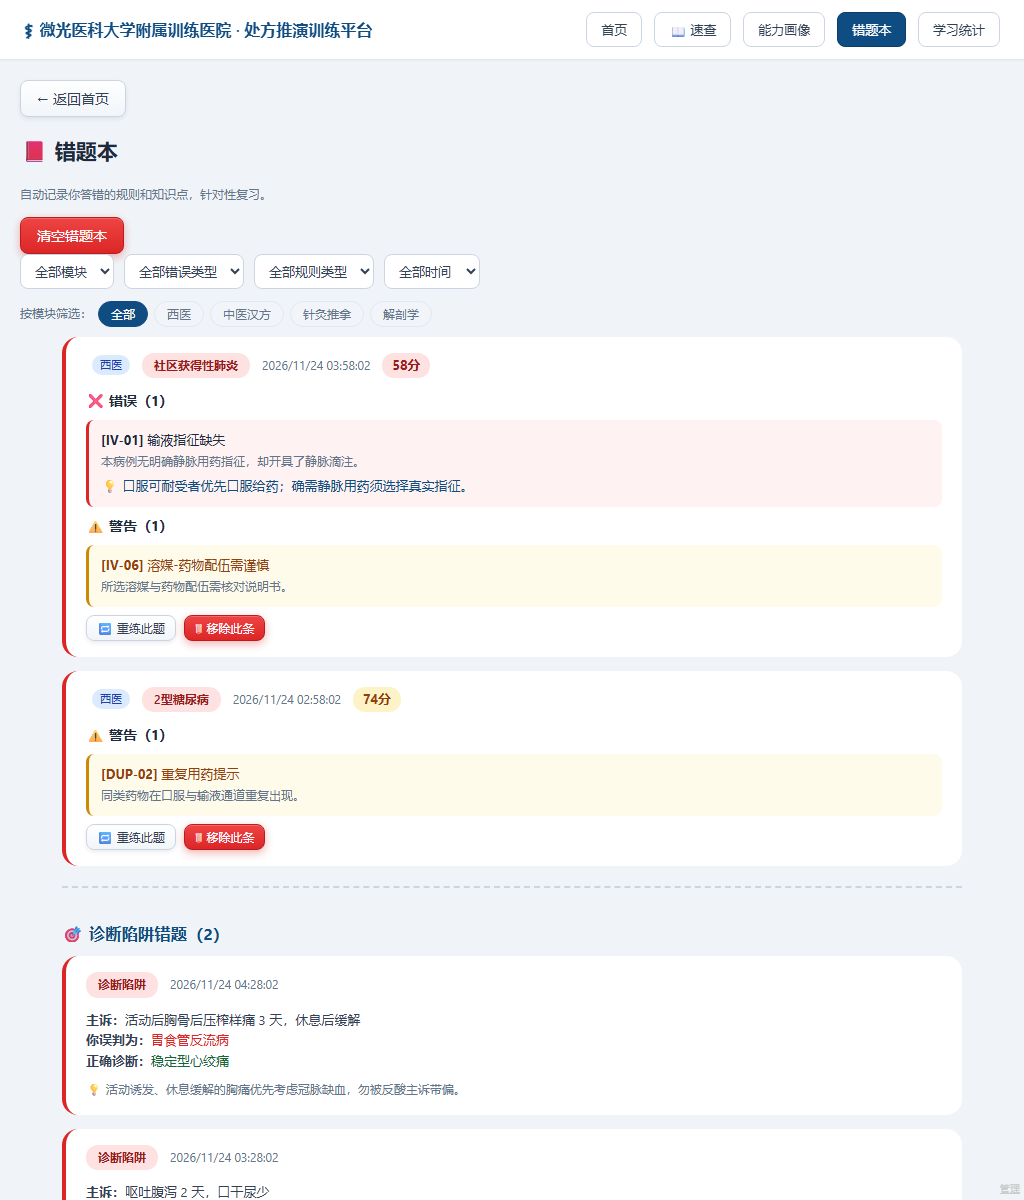 微光医科大学附属训练医院 · 处方推演训练平台
首页
速查
能力画像
错题本
学习统计
← 返回首页
错题本
自动记录你答错的规则和知识点，针对性复习。
清空错题本
全部模块
全部错误类型
全部规则类型
全部时间
按模块筛选：
全部
西医
中医汉方
针灸推拿
解剖学
西医
社区获得性肺炎
2026/11/24 03:58:02
58分
错误（1）
[IV-01] 输液指征缺失
本病例无明确静脉用药指征，却开具了静脉滴注。
口服可耐受者优先口服给药；确需静脉用药须选择真实指征。
警告（1）
[IV-06] 溶媒-药物配伍需谨慎
所选溶媒与药物配伍需核对说明书。
重练此题
移除此条
西医
2型糖尿病
2026/11/24 02:58:02
74分
警告（1）
[DUP-02] 重复用药提示
同类药物在口服与输液通道重复出现。
重练此题
移除此条
诊断陷阱错题（2）
诊断陷阱
2026/11/24 04:28:02
主诉：活动后胸骨后压榨样痛 3 天，休息后缓解
你误判为：胃食管反流病
正确诊断：稳定型心绞痛
活动诱发、休息缓解的胸痛优先考虑冠脉缺血，勿被反酸主诉带偏。
诊断陷阱
2026/11/24 03:28:02
主诉：呕吐腹泻 2 天，口干尿少
管理